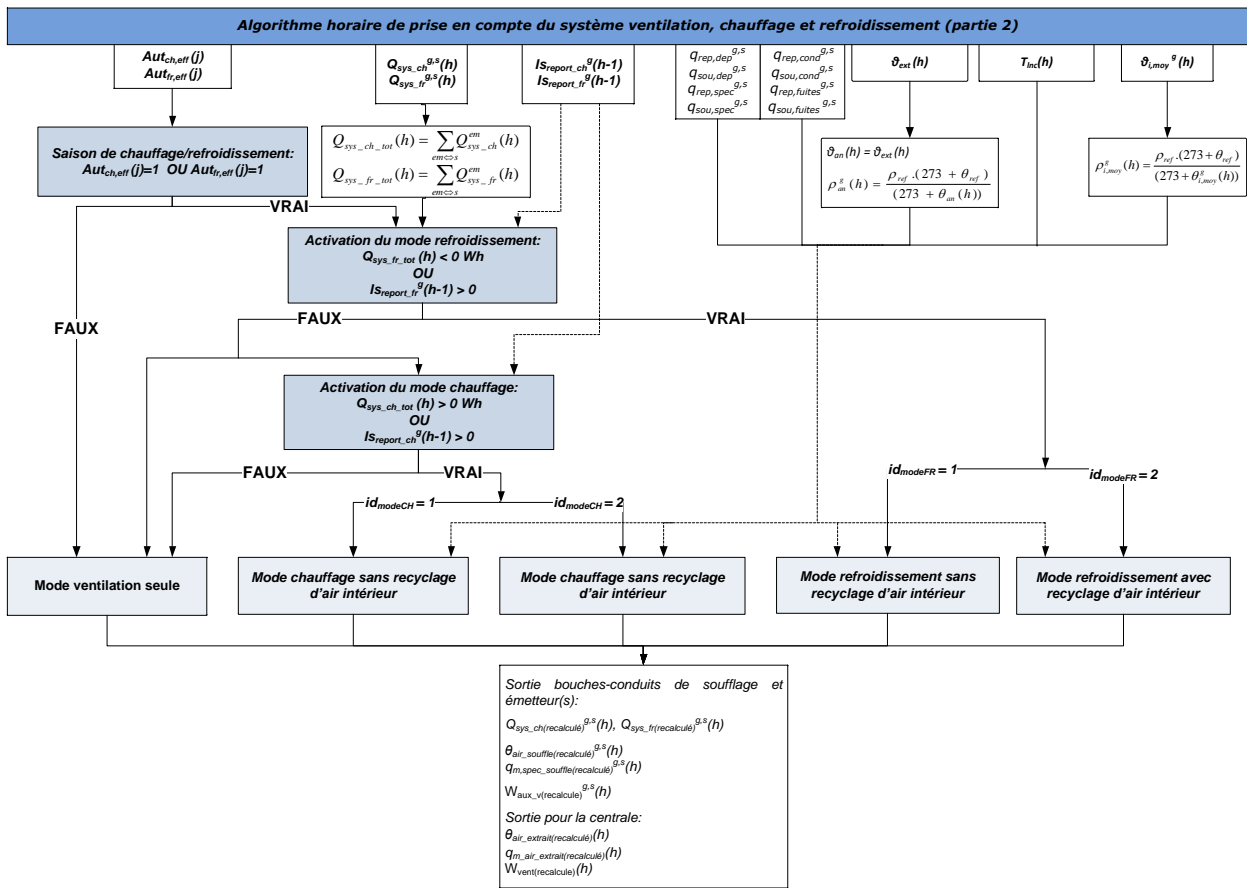 Algorithme horaire de prise en compte du système ventilation, chauffage et refroidissement (partie 2)
Aut_ch,eff(j)
Aut_fr,eff(j)
Q_sys_ch^g,s(h)
Q_sys_fr^g,s(h)
Is_report_ch^g(h-1)
Is_report_fr^g(h-1)
q_rep,dep^g,s
q_sou,dep^g,s
q_rep,spec^g,s
q_sou,spec^g,s
q_rep,cond^g,s
q_sou,cond^g,s
q_rep,fuites^g,s
q_sou,fuites^g,s
ϑ_ext(h)
T_Inc(h)
ϑ_i,moy^g(h)
Saison de chauffage/refroidissement:
Aut_ch,eff(j)=1 OU Aut_fr,eff(j)=1
Q_sys_ch_tot(h) = ∑_em⇔s Q_sys_ch^em(h)
Q_sys_fr_tot(h) = ∑_em⇔s Q_sys_fr^em(h)
ϑ_an(h) = ϑ_ext(h)
ρ_an^g(h) = ρ_ref.(273 + θ_ref) / (273 + θ_an(h))
ρ_i,moy^g(h) = ρ_ref.(273+θ_ref) / (273+θ_i,moy^g(h))
VRAI
Activation du mode refroidissement:
Q_sys_fr_tot(h) < 0 Wh
OU
Is_report_fr^g(h-1) > 0
FAUX
FAUX
VRAI
Activation du mode chauffage:
Q_sys_ch_tot(h) > 0 Wh
OU
Is_report_ch^g(h-1) > 0
FAUX
VRAI
id_modeCH = 1
id_modeCH = 2
id_modeFR = 1
id_modeFR = 2
Mode ventilation seule
Mode chauffage sans recyclage
d'air intérieur
Mode chauffage sans recyclage
d'air intérieur
Mode refroidissement sans
recyclage d'air intérieur
Mode refroidissement avec
recyclage d'air intérieur
Sortie bouches-conduits de soufflage et
émetteur(s):
Q_sys_ch(recalculé)^g,s(h), Q_sys_fr(recalculé)^g,s(h)
θ_air_souffle(recalculé)^g,s(h)
q_m,spec_souffle(recalculé)^g,s(h)
W_aux_v(recalcule)^g,s(h)
Sortie pour la centrale:
θ_air_extrait(recalculé)(h)
q_m_air_extrait(recalculé)(h)
W_vent(recalcule)(h)